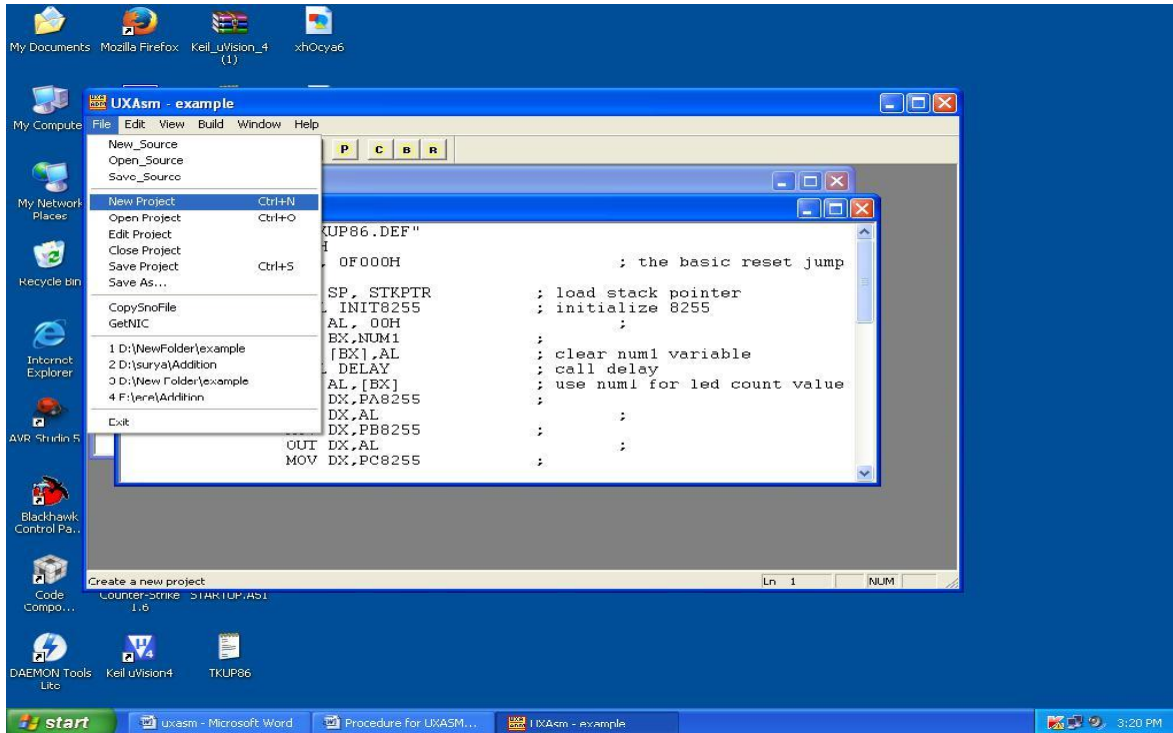 My Documents
Mozilla Firefox
Keil_uVision_4
(1)
xhOcya6
My Compute
My Network
Places
Recycle Bin
Internet
Explorer
AVR Studio 5
Blackhawk
Control Pa...
Code
Compo...
Counter-Strike
1.6
STARTUP.A51
DAEMON Tools
Lite
Keil uVision4
TKUP86
UXAsm - example
File Edit View Build Window Help
P C B R
New_Source
Open_Source
Save_Source
New Project Ctrl+N
Open Project Ctrl+O
Edit Project
Close Project
Save Project Ctrl+S
Save As...
CopySnoFile
GetNIC
1 D:\NewFolder\example
2 D:\surya\Addition
3 D:\New Folder\example
4 F:\ece\Addition
Exit
KUP86.DEF"
H
, 0F000H ; the basic reset jump
SP, STKPTR ; load stack pointer
L INIT8255 ; initialize 8255
AL, 00H ;
BX,NUM1 ;
[BX],AL ; clear num1 variable
L DELAY ; call delay
AL,[BX] ; use num1 for led count value
DX,PA8255 ;
DX,AL ;
DX,PB8255 ;
OUT DX,AL ;
MOV DX,PC8255 ;
Create a new project
Ln 1
NUM
start
uxasm - Microsoft Word
Procedure for UXASM...
UXAsm - example
3:20 PM